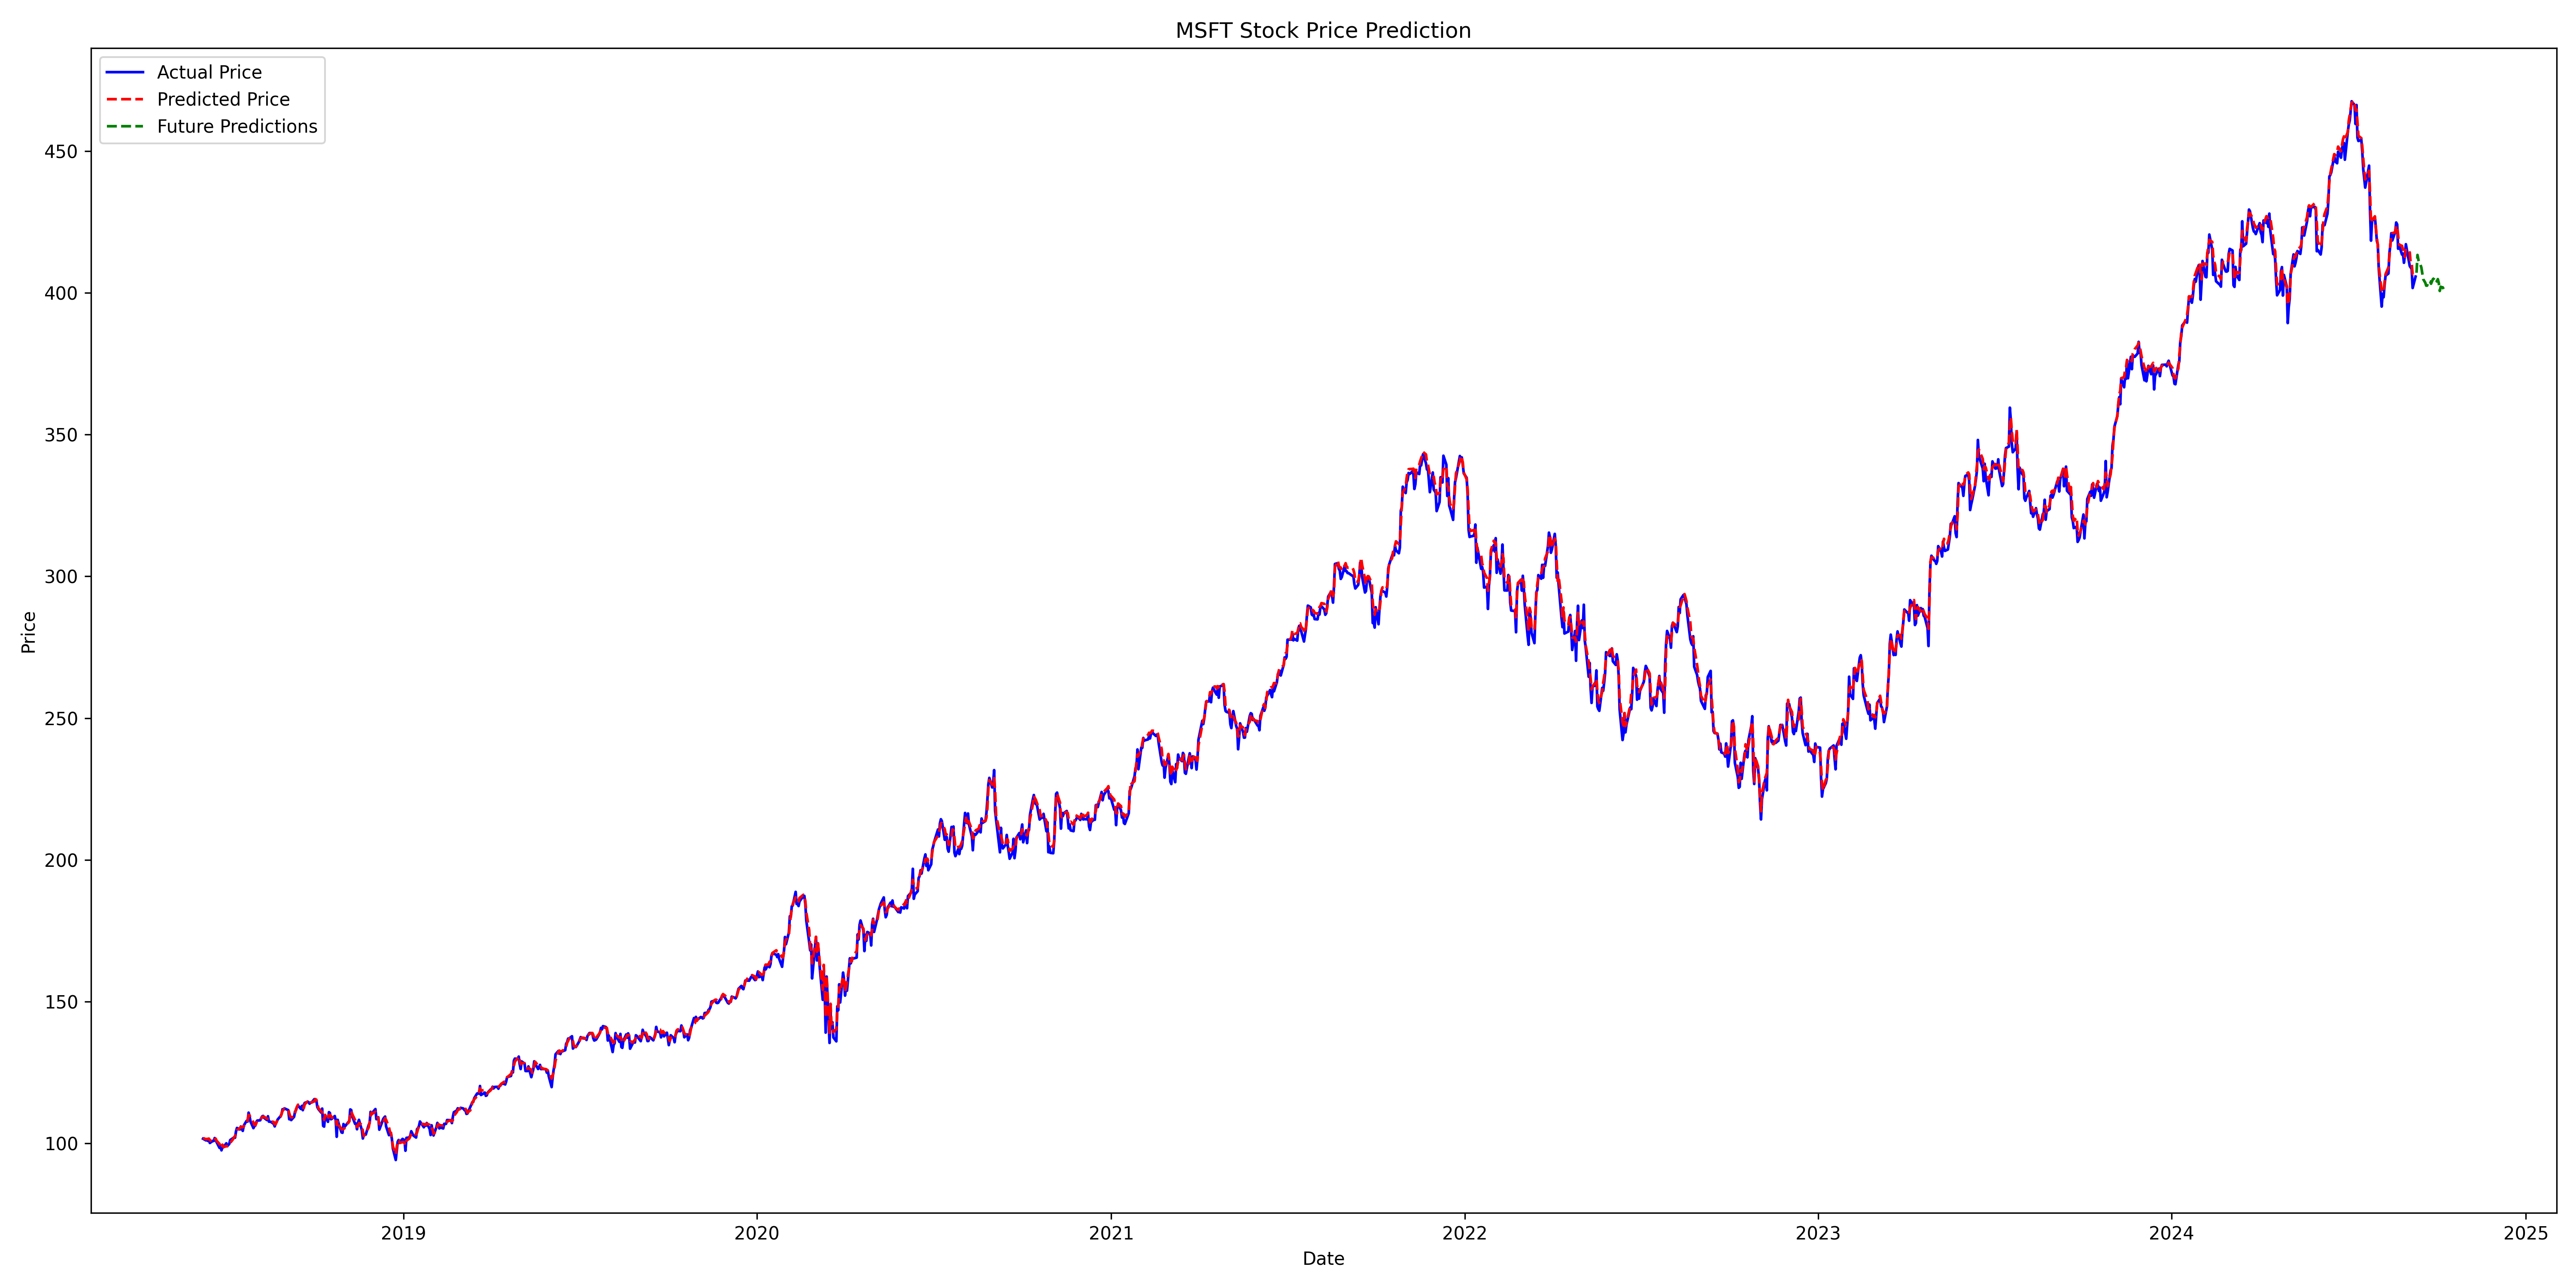 MSFT Stock Price Prediction
Actual Price
Predicted Price
Future Predictions
450
400
350
300
250
200
150
100
Price
2019 2020 2021 2022 2023 2024 2025
Date